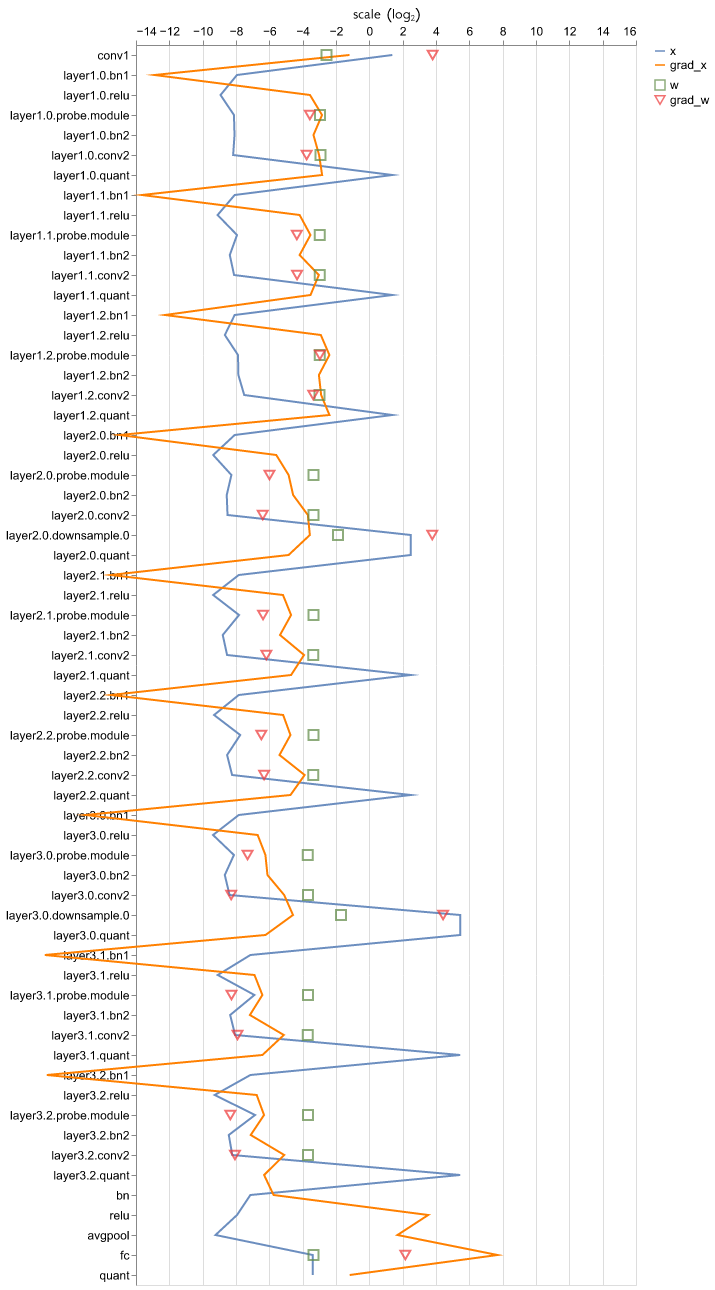 scale (log₂)
−14 −12 −10 −8 −6 −4 −2 0 2 4 6 8 10 12 14 16
x
grad_x
w
grad_w
conv1
layer1.0.bn1
layer1.0.relu
layer1.0.probe.module
layer1.0.bn2
layer1.0.conv2
layer1.0.quant
layer1.1.bn1
layer1.1.relu
layer1.1.probe.module
layer1.1.bn2
layer1.1.conv2
layer1.1.quant
layer1.2.bn1
layer1.2.relu
layer1.2.probe.module
layer1.2.bn2
layer1.2.conv2
layer1.2.quant
layer2.0.bn1
layer2.0.relu
layer2.0.probe.module
layer2.0.bn2
layer2.0.conv2
layer2.0.downsample.0
layer2.0.quant
layer2.1.bn1
layer2.1.relu
layer2.1.probe.module
layer2.1.bn2
layer2.1.conv2
layer2.1.quant
layer2.2.bn1
layer2.2.relu
layer2.2.probe.module
layer2.2.bn2
layer2.2.conv2
layer2.2.quant
layer3.0.bn1
layer3.0.relu
layer3.0.probe.module
layer3.0.bn2
layer3.0.conv2
layer3.0.downsample.0
layer3.0.quant
layer3.1.bn1
layer3.1.relu
layer3.1.probe.module
layer3.1.bn2
layer3.1.conv2
layer3.1.quant
layer3.2.bn1
layer3.2.relu
layer3.2.probe.module
layer3.2.bn2
layer3.2.conv2
layer3.2.quant
bn
relu
avgpool
fc
quant